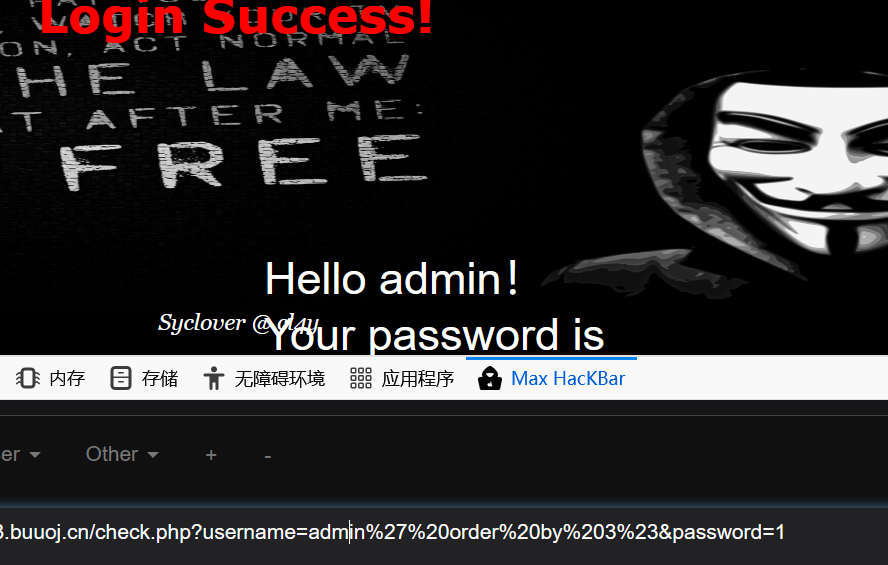 Login Success!
ON, ACT NORMAL
HE LAW
AT AFTER ME:
FREE
Hello admin！
Syclover @ cl4y
Your password is
内存 存储 无障碍环境 应用程序 Max HacKBar
er Other + -
3.buuoj.cn/check.php?username=admin%27%20order%20by%203%23&password=1